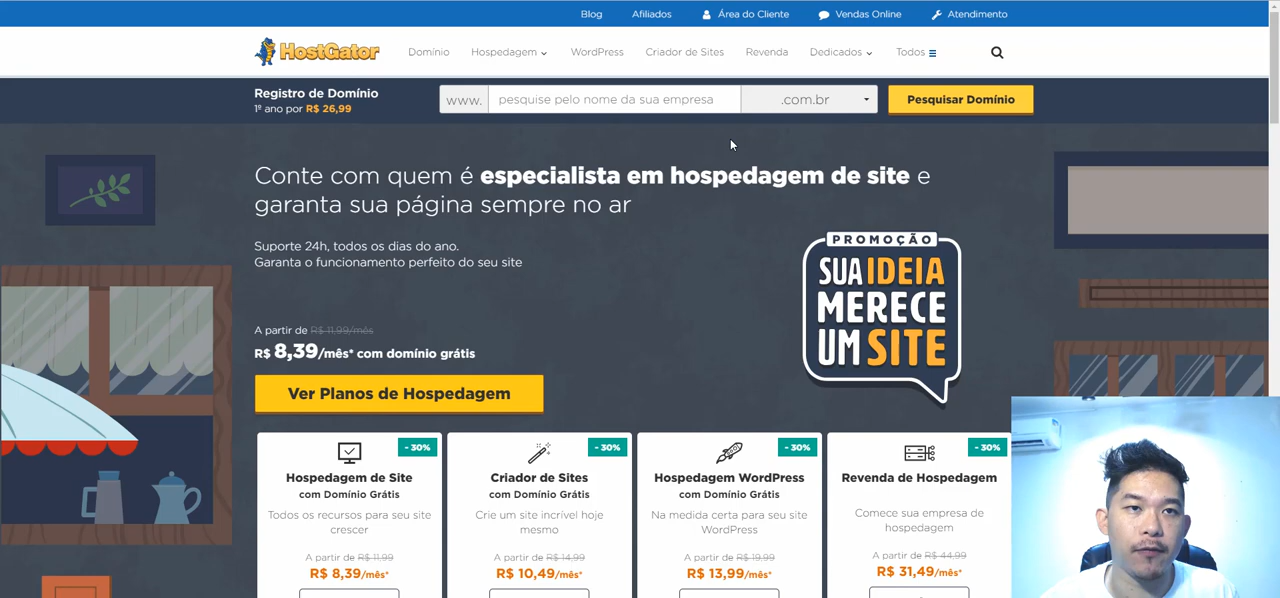 Blog Afiliados Área do Cliente Vendas Online Atendimento
HostGator Domínio Hospedagem WordPress Criador de Sites Revenda Dedicados Todos
Registro de Domínio
1º ano por R$ 26,99
www. pesquise pelo nome da sua empresa .com.br Pesquisar Domínio
Conte com quem é especialista em hospedagem de site e
garanta sua página sempre no ar
Suporte 24h, todos os dias do ano.
Garanta o funcionamento perfeito do seu site
A partir de R$ 11,99/mês
R$ 8,39/mês* com domínio grátis
Ver Planos de Hospedagem
PROMOÇÃO
SUA IDEIA
MERECE
UM SITE
- 30%
Hospedagem de Site
com Domínio Grátis
Todos os recursos para seu site
crescer
A partir de R$ 11,99
R$ 8,39/mês*
- 30%
Criador de Sites
com Domínio Grátis
Crie um site incrível hoje
mesmo
A partir de R$ 14,99
R$ 10,49/mês*
- 30%
Hospedagem WordPress
com Domínio Grátis
Na medida certa para seu site
WordPress
A partir de R$ 19,99
R$ 13,99/mês*
- 30%
Revenda de Hospedagem
Comece sua empresa de
hospedagem
A partir de R$ 44,99
R$ 31,49/mês*